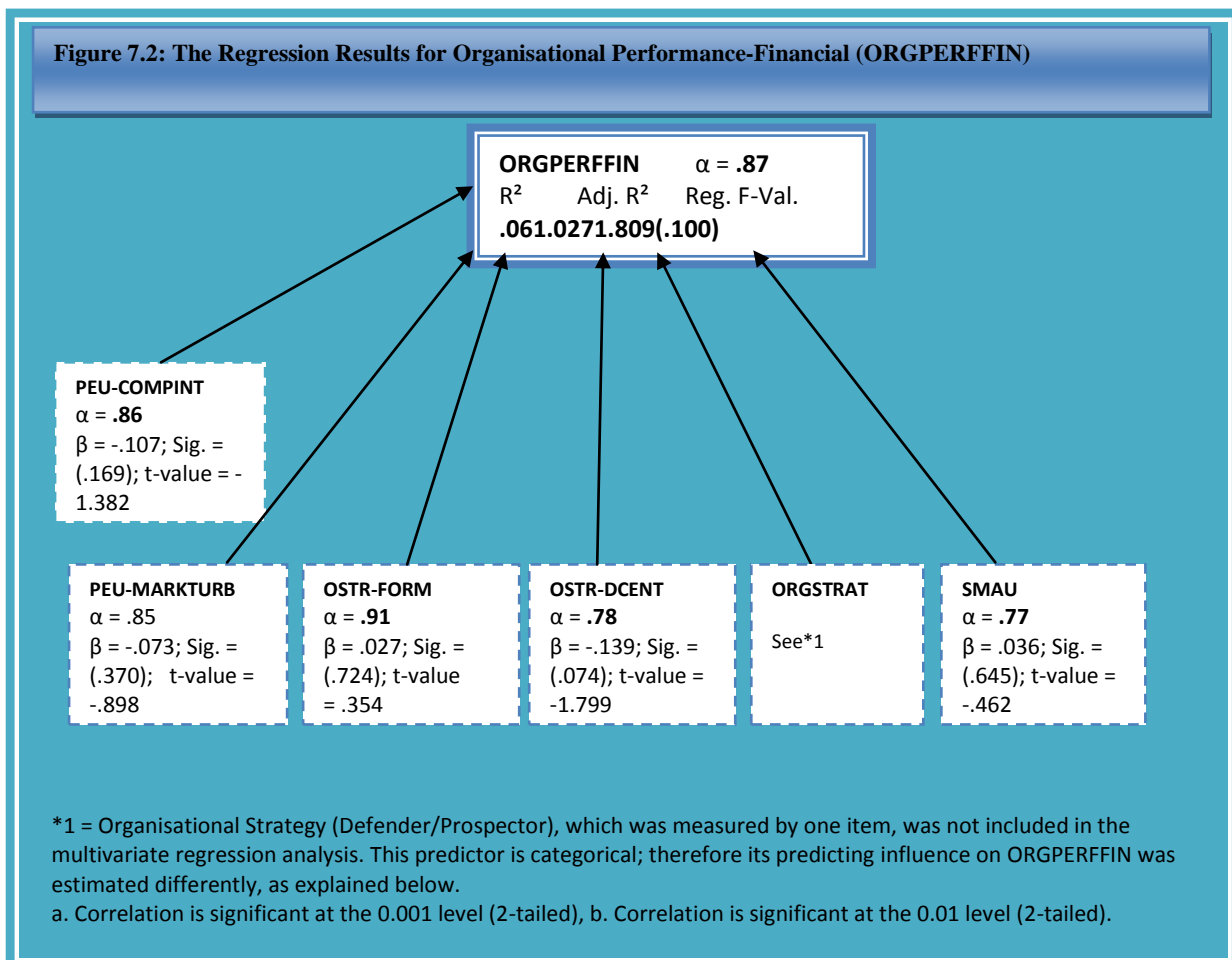 Figure 7.2: The Regression Results for Organisational Performance-Financial (ORGPERFFIN)
ORGPERFFIN α = .87
R² Adj. R² Reg. F-Val.
.061.0271.809(.100)
PEU-COMPINT
α = .86
β = -.107; Sig. =
(.169); t-value = -
1.382
PEU-MARKTURB
α = .85
β = -.073; Sig. =
(.370); t-value =
-.898
OSTR-FORM
α = .91
β = .027; Sig. =
(.724); t-value
= .354
OSTR-DCENT
α = .78
β = -.139; Sig. =
(.074); t-value =
-1.799
ORGSTRAT
See*1
SMAU
α = .77
β = .036; Sig. =
(.645); t-value =
-.462
*1 = Organisational Strategy (Defender/Prospector), which was measured by one item, was not included in the
multivariate regression analysis. This predictor is categorical; therefore its predicting influence on ORGPERFFIN was
estimated differently, as explained below.
a. Correlation is significant at the 0.001 level (2-tailed), b. Correlation is significant at the 0.01 level (2-tailed).